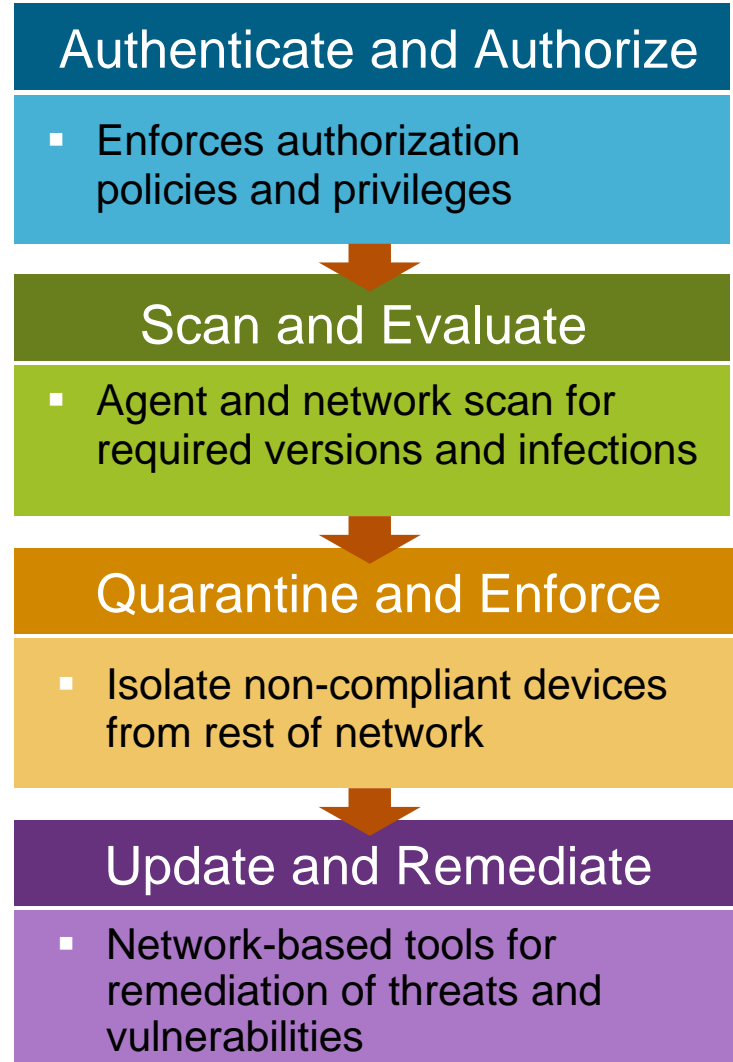 Authenticate and Authorize
▪ Enforces authorization
policies and privileges
Scan and Evaluate
▪ Agent and network scan for
required versions and infections
Quarantine and Enforce
▪ Isolate non-compliant devices
from rest of network
Update and Remediate
▪ Network-based tools for
remediation of threats and
vulnerabilities